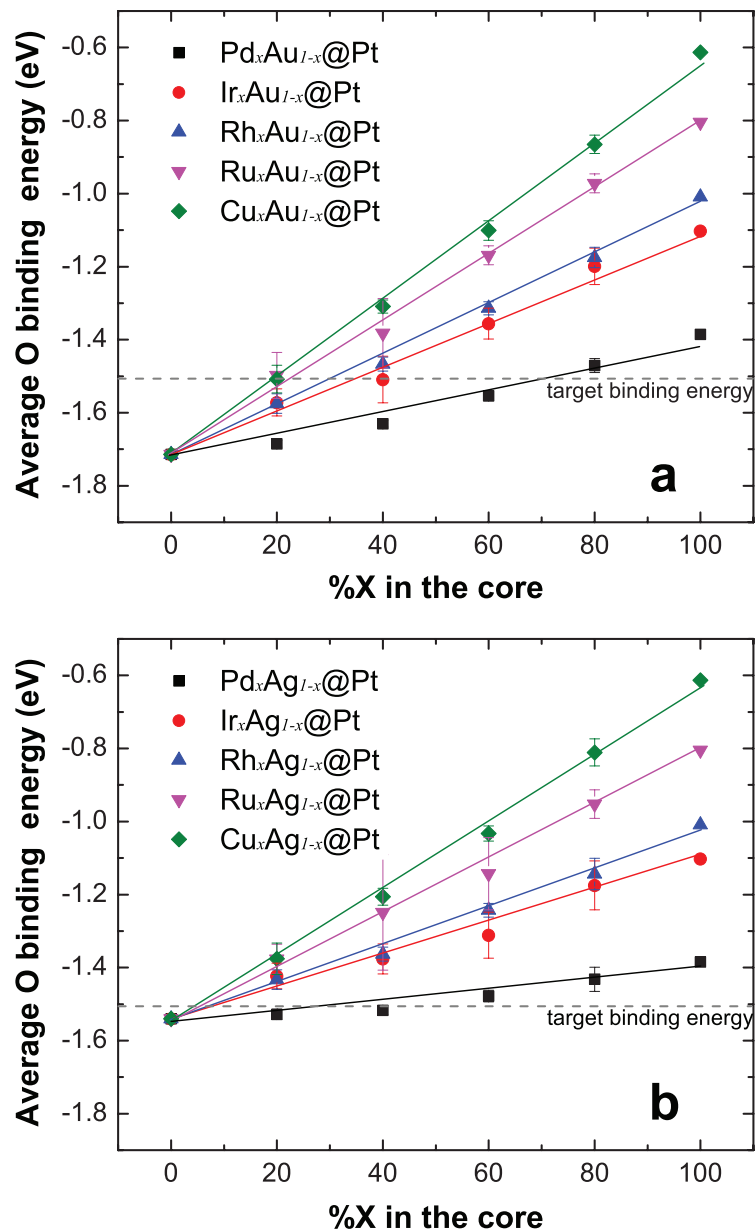 Average O binding energy (eV)
-0.6
-0.8
-1.0
-1.2
-1.4
-1.6
-1.8
PdxAu1-x@Pt
IrxAu1-x@Pt
RhxAu1-x@Pt
RuxAu1-x@Pt
CuxAu1-x@Pt
target binding energy
a
0 20 40 60 80 100
%X in the core
Average O binding energy (eV)
-0.6
-0.8
-1.0
-1.2
-1.4
-1.6
-1.8
PdxAg1-x@Pt
IrxAg1-x@Pt
RhxAg1-x@Pt
RuxAg1-x@Pt
CuxAg1-x@Pt
target binding energy
b
0 20 40 60 80 100
%X in the core